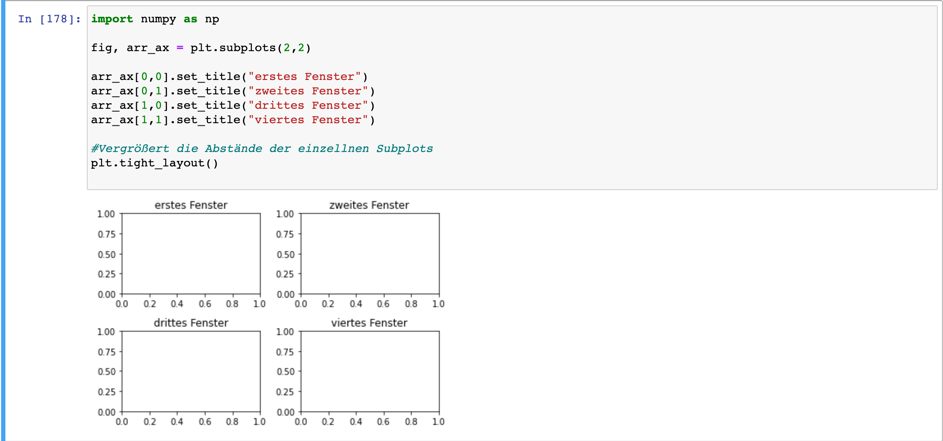 In [178]: import numpy as np
fig, arr_ax = plt.subplots(2,2)
arr_ax[0,0].set_title("erstes Fenster")
arr_ax[0,1].set_title("zweites Fenster")
arr_ax[1,0].set_title("drittes Fenster")
arr_ax[1,1].set_title("viertes Fenster")
#Vergrößert die Abstände der einzellnen Subplots
plt.tight_layout()
erstes Fenster
1.00
0.75
0.50
0.25
0.00
0.0 0.2 0.4 0.6 0.8 1.0
zweites Fenster
1.00
0.75
0.50
0.25
0.00
0.0 0.2 0.4 0.6 0.8 1.0
drittes Fenster
1.00
0.75
0.50
0.25
0.00
0.0 0.2 0.4 0.6 0.8 1.0
viertes Fenster
1.00
0.75
0.50
0.25
0.00
0.0 0.2 0.4 0.6 0.8 1.0